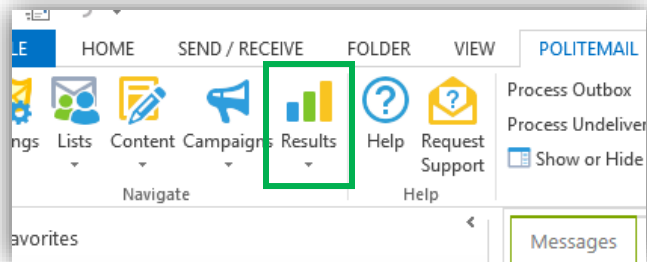 LE HOME SEND / RECEIVE FOLDER VIEW POLITEMAIL
ngs Lists Content Campaigns Results Help Request Support
Process Outbox
Process Undeliver
Show or Hide
Navigate Help
avorites
Messages